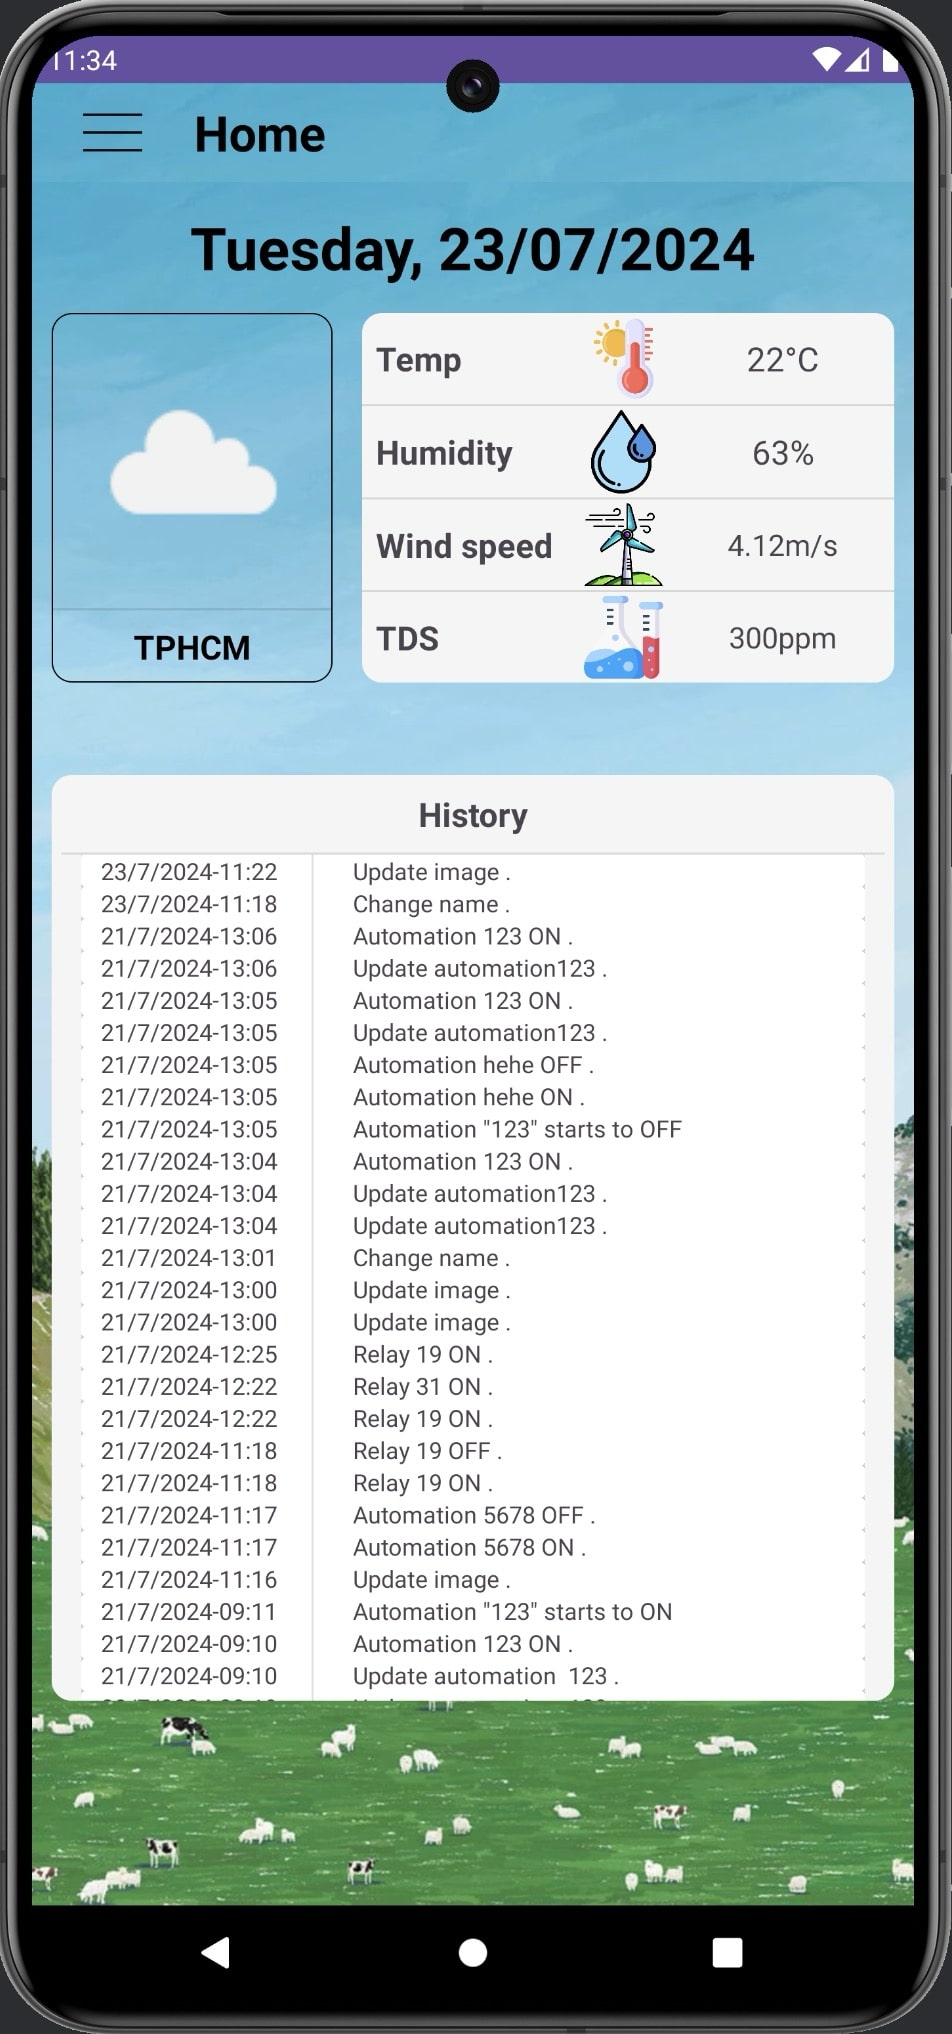 11:34
Home
Tuesday, 23/07/2024
TPHCM
Temp 22°C
Humidity 63%
Wind speed 4.12m/s
TDS 300ppm
History
23/7/2024-11:22 Update image .
23/7/2024-11:18 Change name .
21/7/2024-13:06 Automation 123 ON .
21/7/2024-13:06 Update automation123 .
21/7/2024-13:05 Automation 123 ON .
21/7/2024-13:05 Update automation123 .
21/7/2024-13:05 Automation hehe OFF .
21/7/2024-13:05 Automation hehe ON .
21/7/2024-13:05 Automation "123" starts to OFF
21/7/2024-13:04 Automation 123 ON .
21/7/2024-13:04 Update automation123 .
21/7/2024-13:04 Update automation123 .
21/7/2024-13:01 Change name .
21/7/2024-13:00 Update image .
21/7/2024-13:00 Update image .
21/7/2024-12:25 Relay 19 ON .
21/7/2024-12:22 Relay 31 ON .
21/7/2024-12:22 Relay 19 ON .
21/7/2024-11:18 Relay 19 OFF .
21/7/2024-11:18 Relay 19 ON .
21/7/2024-11:17 Automation 5678 OFF .
21/7/2024-11:17 Automation 5678 ON .
21/7/2024-11:16 Update image .
21/7/2024-09:11 Automation "123" starts to ON
21/7/2024-09:10 Automation 123 ON .
21/7/2024-09:10 Update automation  123 .